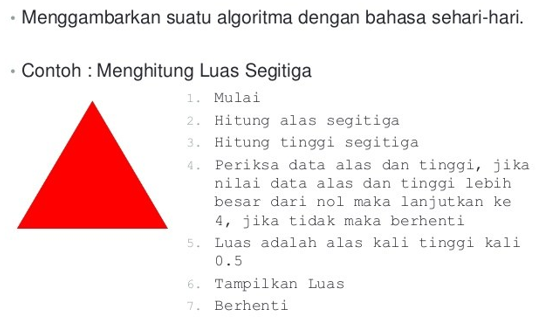 • Menggambarkan suatu algoritma dengan bahasa sehari-hari.
• Contoh : Menghitung Luas Segitiga
1. Mulai
2. Hitung alas segitiga
3. Hitung tinggi segitiga
4. Periksa data alas dan tinggi, jika
nilai data alas dan tinggi lebih
besar dari nol maka lanjutkan ke
4, jika tidak maka berhenti
5. Luas adalah alas kali tinggi kali
0.5
6. Tampilkan Luas
7. Berhenti